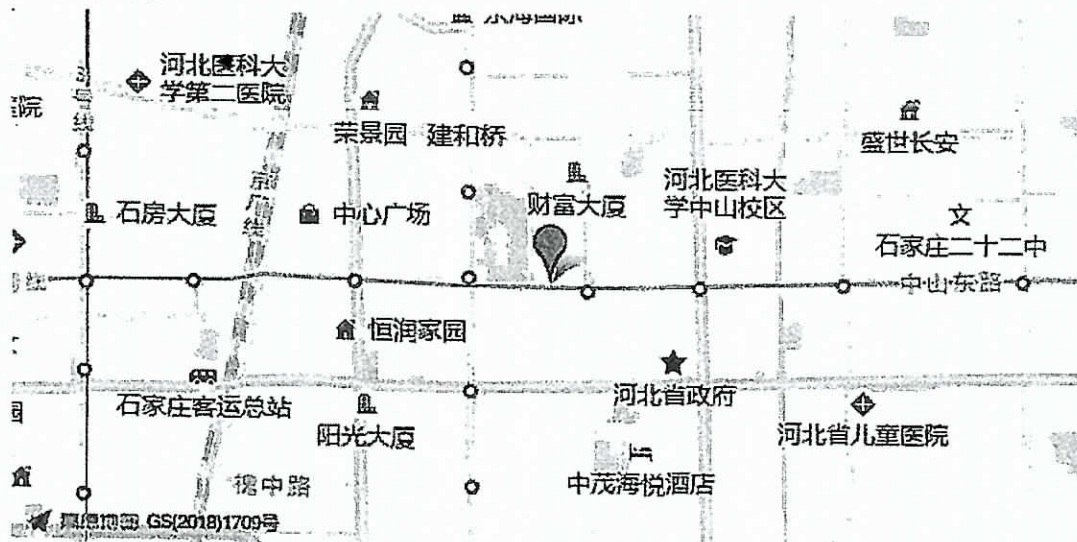 河北医科大
学第二医院
医院
荣景园
建和桥
盛世长安
河北医科大
学中山校区
财富大厦
石房大厦
中心广场
文
石家庄二十二中
中山东路
恒润家园
河北省政府
石家庄客运总站
阳光大厦
河北省儿童医院
槐中路
中茂海悦酒店
GS(2018)1709号